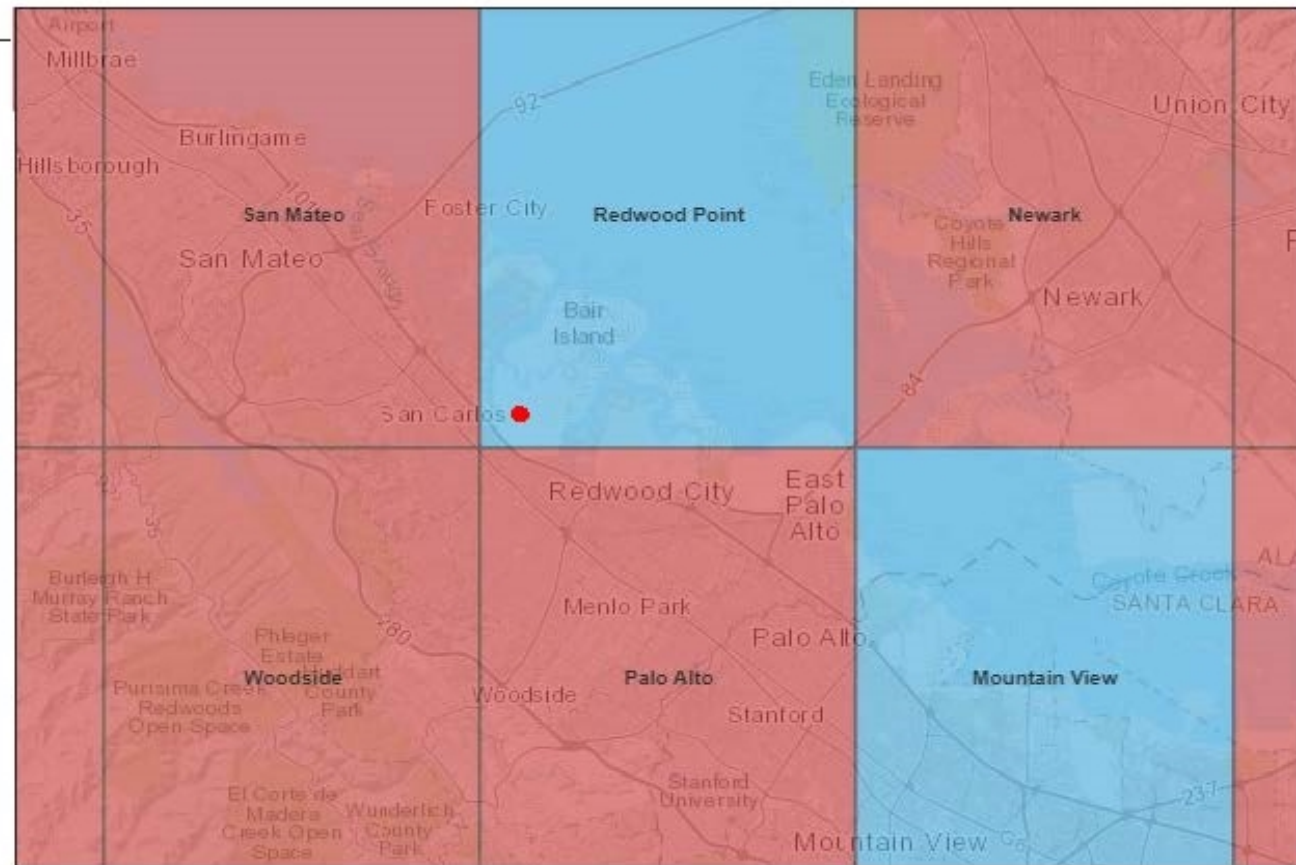 Airport
Millbrae
Burlingame
Hillsborough
101
35
San Mateo
San Mateo
Foster City
92
Redwood Point
Bair
Island
San Carlos
Eden Landing
Ecological
Reserve
Union City
Newark
Coyote
Hills
Regional
Park
Newark
84
F
35
Burleigh H
Murray Ranch
State Park
Phleger
Estate
Huddart
County
Park
280
Woodside
Purisima Creek
Redwoods
Open Space
El Corte de
Madera
Creek Open
Space
Wunderlich
County
Park
Redwood City
East
Palo
Alto
Menlo Park
Palo Alto
Palo Alto
Woodside
Stanford
Stanford
University
Mountain View
Coyote Creek
ALA
SANTA CLARA
Mountain View
237